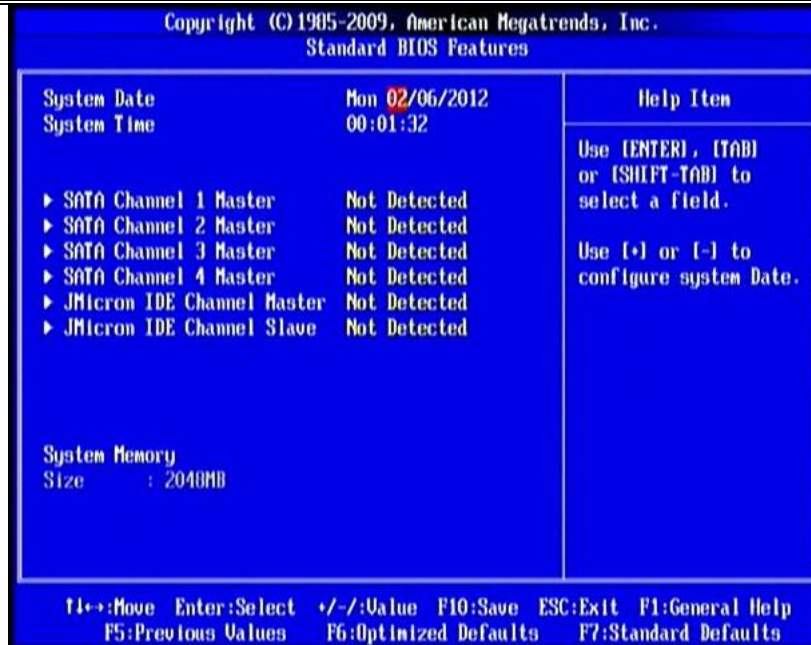 Copyright (C)1985-2009, American Megatrends, Inc.
Standard BIOS Features
System Date Mon 02/06/2012
System Time 00:01:32
▶ SATA Channel 1 Master Not Detected
▶ SATA Channel 2 Master Not Detected
▶ SATA Channel 3 Master Not Detected
▶ SATA Channel 4 Master Not Detected
▶ JMicron IDE Channel Master Not Detected
▶ JMicron IDE Channel Slave Not Detected
System Memory
Size : 2048MB
Help Item
Use [ENTER], [TAB]
or [SHIFT-TAB] to
select a field.
Use [+] or [-] to
configure system Date.
↑↓←→:Move Enter:Select +/-/:Value F10:Save ESC:Exit F1:General Help
F5:Previous Values F6:Optimized Defaults F7:Standard Defaults